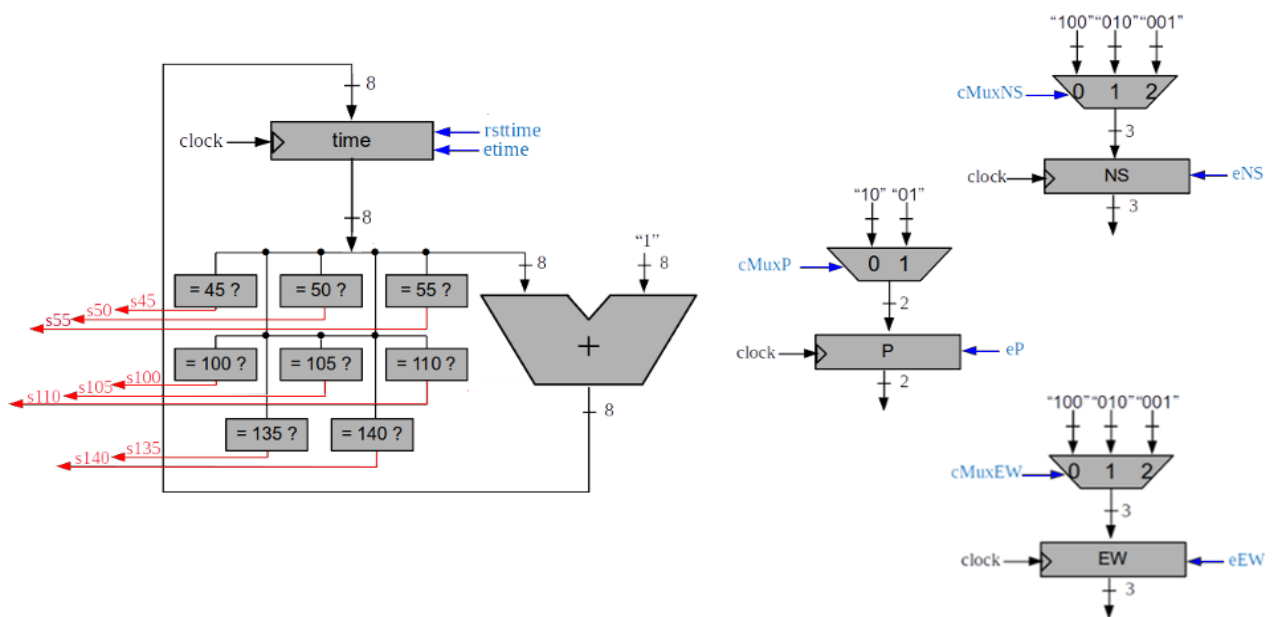 "100" "010" "001"
cMuxNS
0 1 2
3
clock
NS
eNS
3
8
clock
time
rsttime
etime
8
"10" "01"
cMuxP
0 1
2
clock
P
eP
2
"1"
8
8
= 45 ?
= 50 ?
= 55 ?
s45
s50
s55
+
= 100 ?
= 105 ?
= 110 ?
s100
s105
s110
8
= 135 ?
= 140 ?
s135
s140
"100" "010" "001"
cMuxEW
0 1 2
3
clock
EW
eEW
3